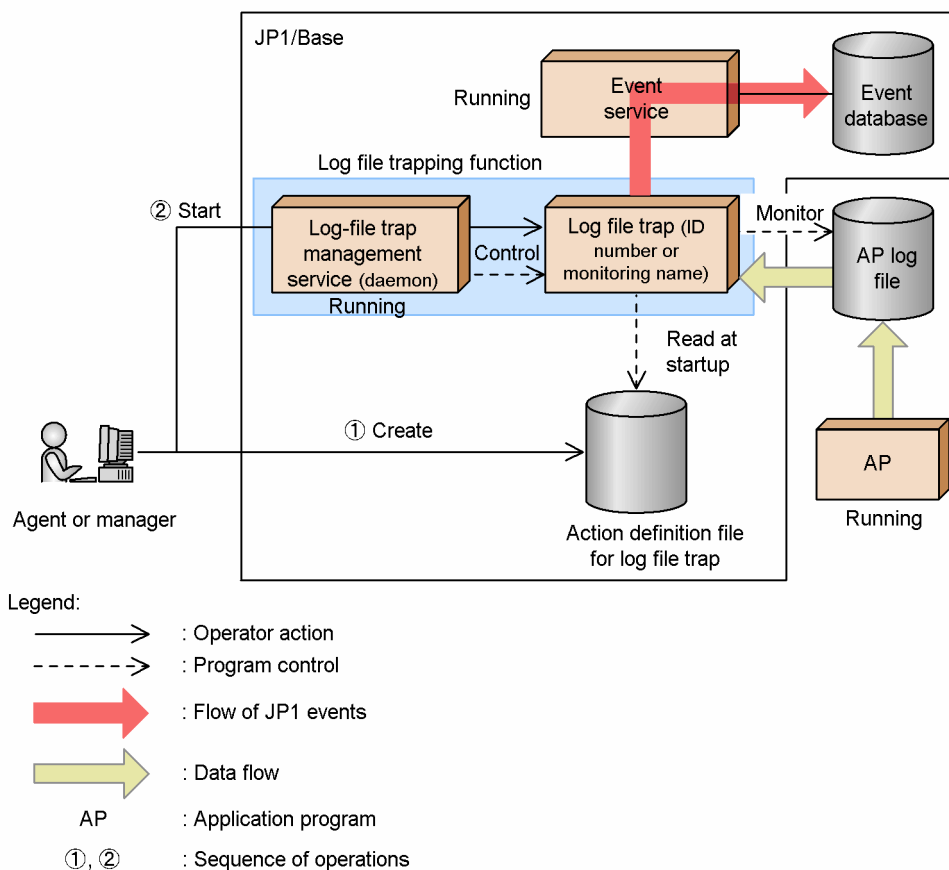 JP1/Base
Running
Event
service
Event
database
Log file trapping function
② Start
Log-file trap
management
service (daemon)
Running
Control
Log file trap (ID
number or
monitoring name)
Monitor
AP log
file
Read at
startup
① Create
AP
Running
Agent or manager
Action definition file
for log file trap
Legend:
: Operator action
: Program control
: Flow of JP1 events
: Data flow
AP : Application program
①, ② : Sequence of operations